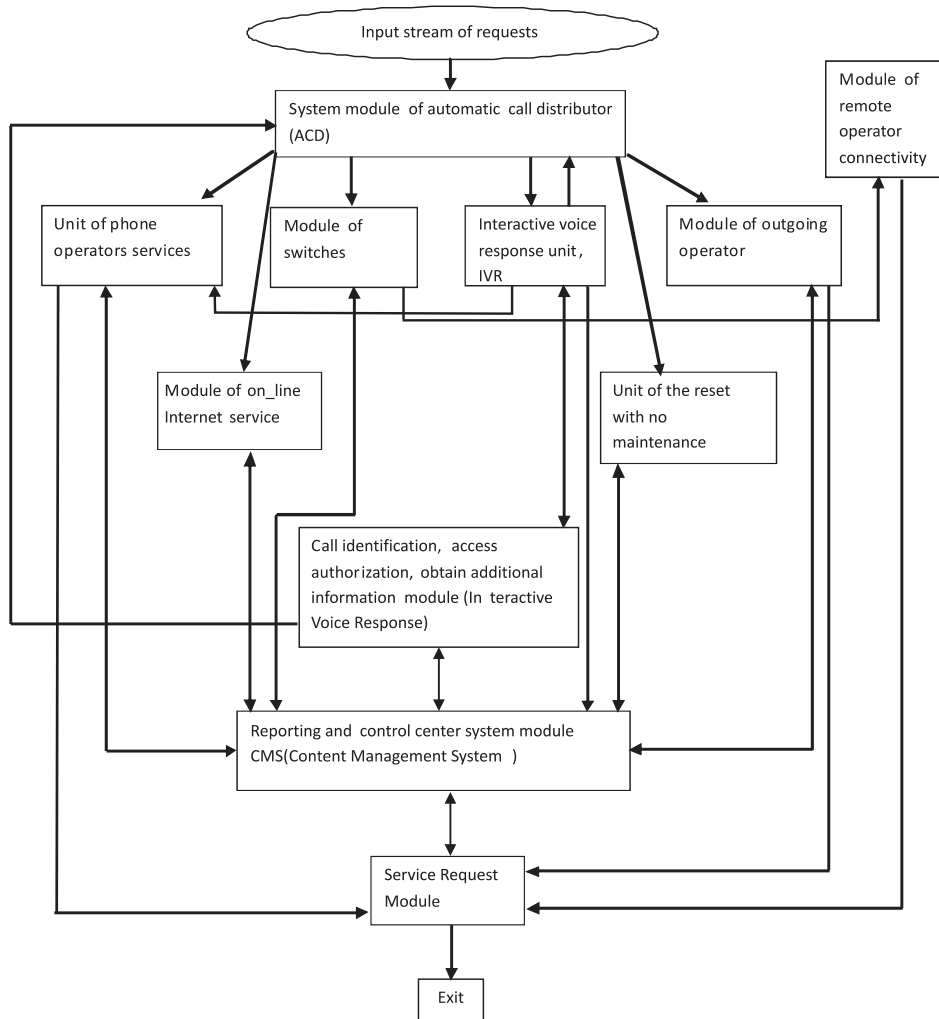 Input stream of requests
System module of automatic call distributor
(ACD)
Module of
remote
operator
connectivity
Unit of phone
operators services
Module of
switches
Interactive voice
response unit,
IVR
Module of outgoing
operator
Module of on_line
Internet service
Unit of the reset
with no
maintenance
Call identification, access
authorization, obtain additional
information module (In teractive
Voice Response)
Reporting and control center system module
CMS(Content Management System )
Service Request
Module
Exit